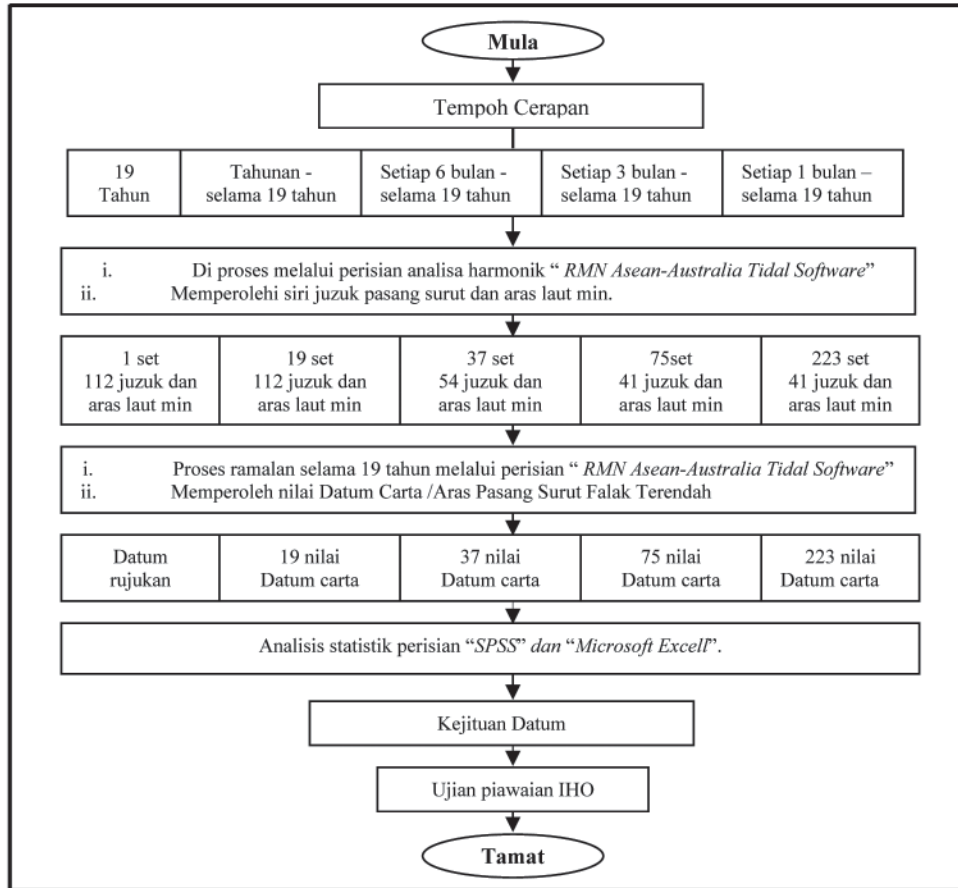 Mula
Tempoh Cerapan
19
Tahun
Tahunan -
selama 19 tahun
Setiap 6 bulan -
selama 19 tahun
Setiap 3 bulan -
selama 19 tahun
Setiap 1 bulan –
selama 19 tahun
i. Di proses melalui perisian analisa harmonik “ RMN Asean-Australia Tidal Software”
ii. Memperolehi siri juzuk pasang surut dan aras laut min.
1 set
112 juzuk dan
aras laut min
19 set
112 juzuk dan
aras laut min
37 set
54 juzuk dan
aras laut min
75set
41 juzuk dan
aras laut min
223 set
41 juzuk dan
aras laut min
i. Proses ramalan selama 19 tahun melalui perisian “ RMN Asean-Australia Tidal Software”
ii. Memperoleh nilai Datum Carta /Aras Pasang Surut Falak Terendah
Datum
rujukan
19 nilai
Datum carta
37 nilai
Datum carta
75 nilai
Datum carta
223 nilai
Datum carta
Analisis statistik perisian “SPSS” dan “Microsoft Excell”.
Kejituan Datum
Ujian piawaian IHO
Tamat